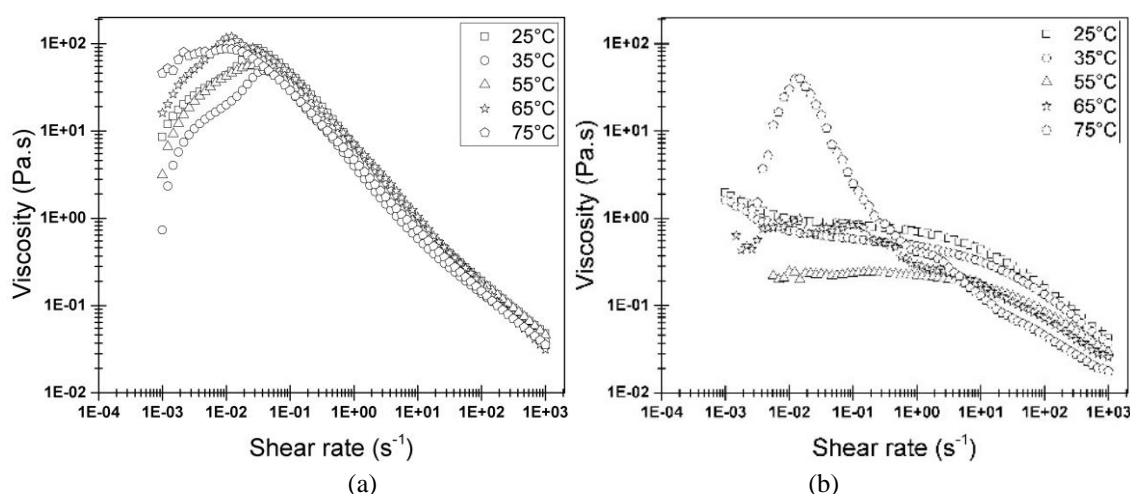 1E+02
1E+01
1E+00
1E-01
1E-02
Viscosity (Pa.s)
25°C
35°C
55°C
65°C
75°C
1E-04 1E-03 1E-02 1E-01 1E+00 1E+01 1E+02 1E+03
Shear rate (s⁻¹)
(a)
1E+02
1E+01
1E+00
1E-01
1E-02
Viscosity (Pa.s)
25°C
35°C
55°C
65°C
75°C
1E-04 1E-03 1E-02 1E-01 1E+00 1E+01 1E+02 1E+03
Shear rate (s⁻¹)
(b)